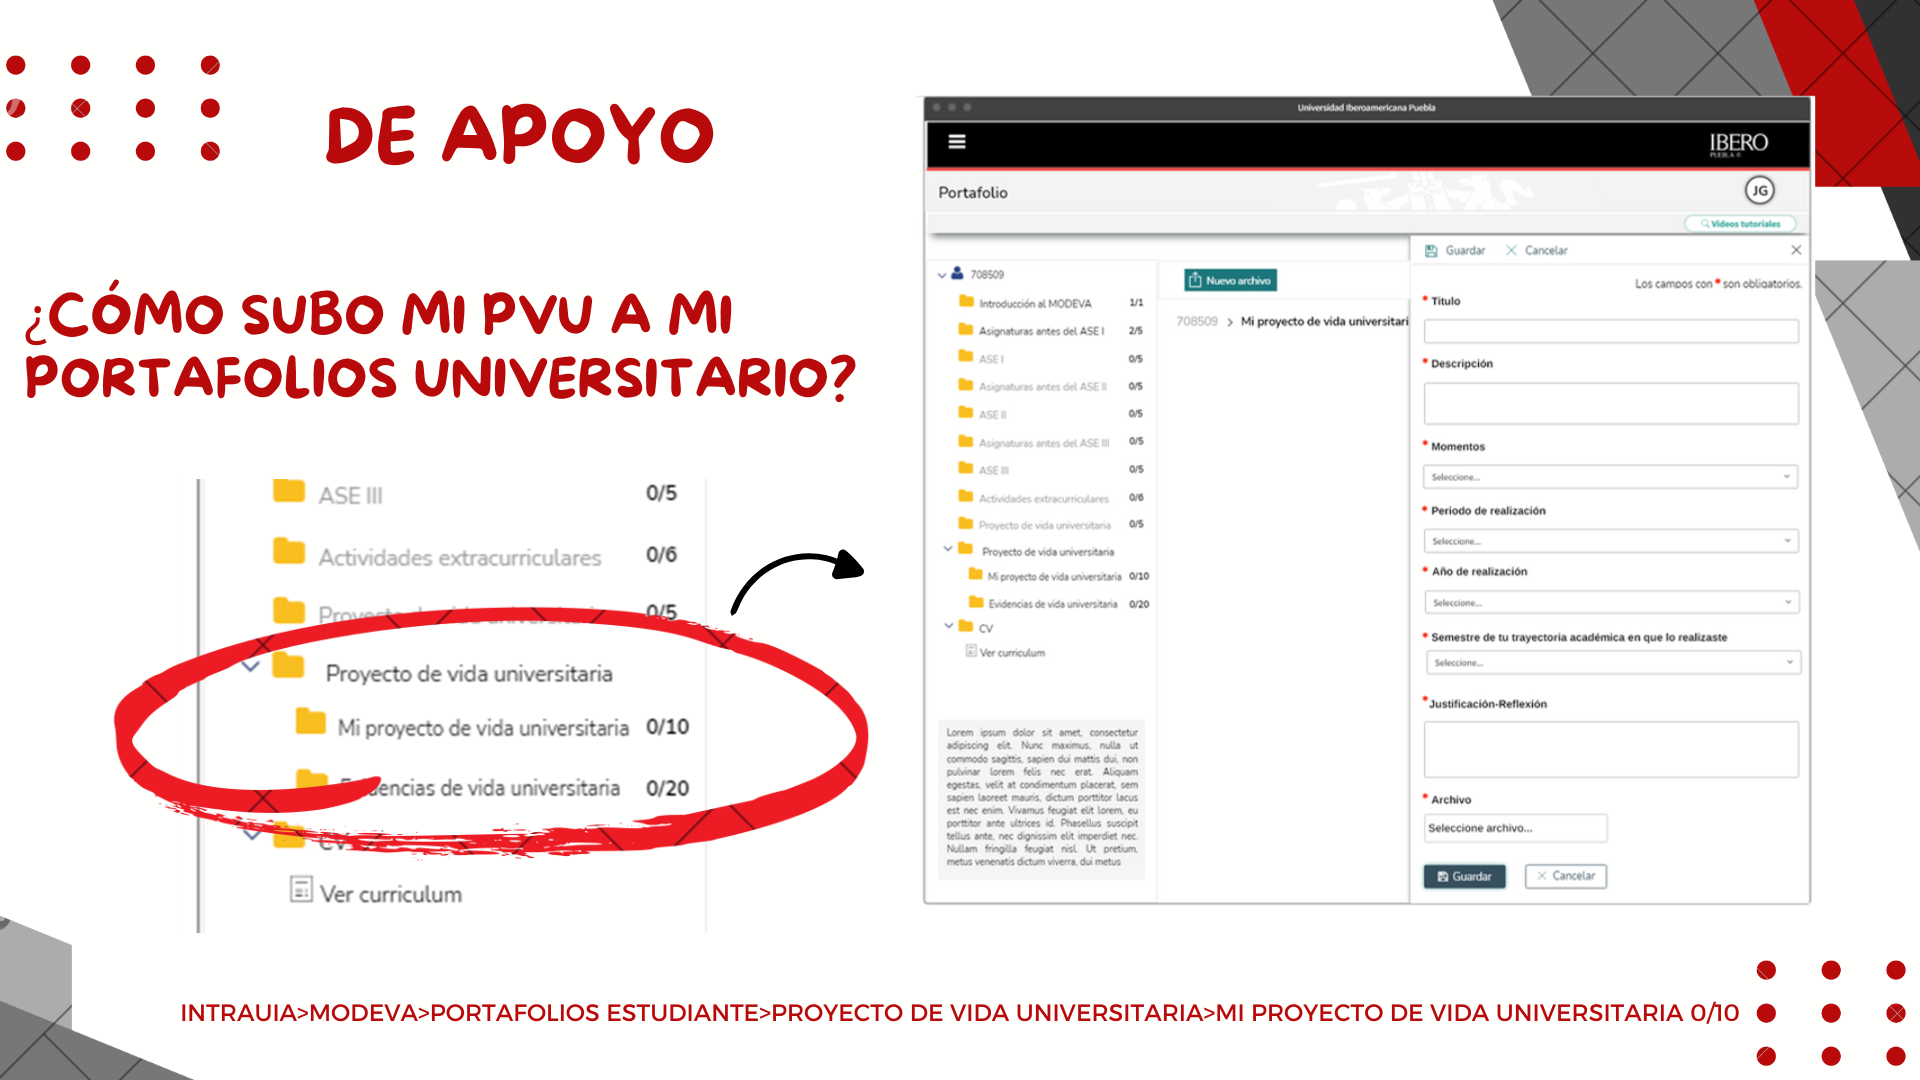 DE APOYO
¿CÓMO SUBO MI PVU A MI
PORTAFOLIOS UNIVERSITARIO?
ASE III 0/5
Actividades extracurriculares 0/6
0/5
Proyecto de vida universitaria
Mi proyecto de vida universitaria 0/10
Evidencias de vida universitaria 0/20
CV
Ver curriculum
Universidad Iberoamericana Puebla
IBERO
PUEBLA ®
Portafolio
JG
Videos tutoriales
708509
Introducción al MODEVA 1/1
Asignaturas antes del ASE I 2/5
ASE I 0/5
Asignaturas antes del ASE II 0/5
ASE II 0/5
Asignaturas antes del ASE III 0/5
ASE III 0/5
Actividades extracurriculares 0/6
Proyecto de vida universitaria 0/5
Proyecto de vida universitaria
Mi proyecto de vida universitaria 0/10
Evidencias de vida universitaria 0/20
CV
Ver curriculum
Lorem ipsum dolor sit amet, consectetur
adipiscing elit. Nunc maximus, nulla ut
commodo sagittis, sapien dui mattis dui, non
pulvinar lorem felis nec erat. Aliquam
egestas, velit at condimentum placerat, sem
sapien laoreet mauris, dictum porttitor lacus
est nec enim. Vivamus feugiat elit lorem, eu
porttitor ante ultrices id. Phasellus suscipit
tellus ante, nec dignissim elit imperdiet nec.
Nullam fringilla feugiat nisl. Ut pretium,
metus venenatis dictum viverra, dui metus
Nuevo archivo
708509 > Mi proyecto de vida universitari
Guardar Cancelar
Los campos con * son obligatorios.
* Titulo
* Descripción
* Momentos
Seleccione...
* Periodo de realización
Seleccione...
* Año de realización
Seleccione...
* Semestre de tu trayectoria académica en que lo realizaste
Seleccione...
* Justificación-Reflexión
* Archivo
Seleccione archivo...
Guardar Cancelar
INTRAUIA>MODEVA>PORTAFOLIOS ESTUDIANTE>PROYECTO DE VIDA UNIVERSITARIA>MI PROYECTO DE VIDA UNIVERSITARIA 0/10